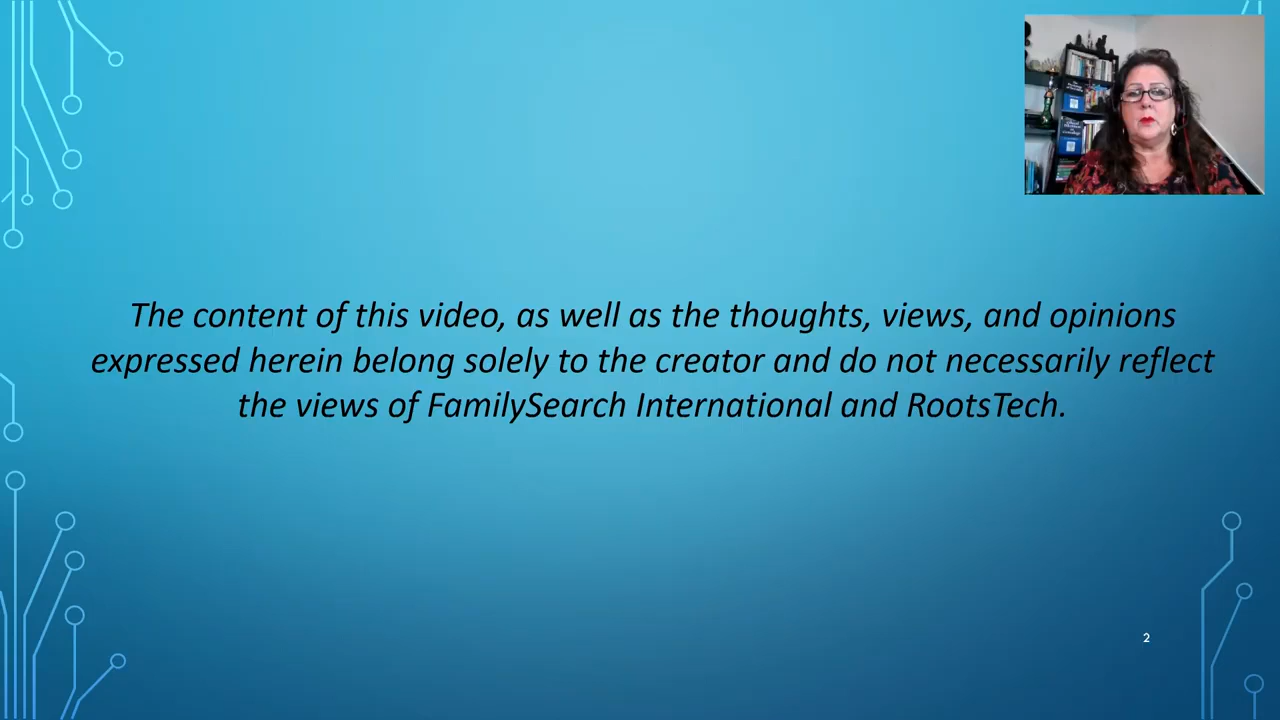 The content of this video, as well as the thoughts, views, and opinions
expressed herein belong solely to the creator and do not necessarily reflect
the views of FamilySearch International and RootsTech.
2